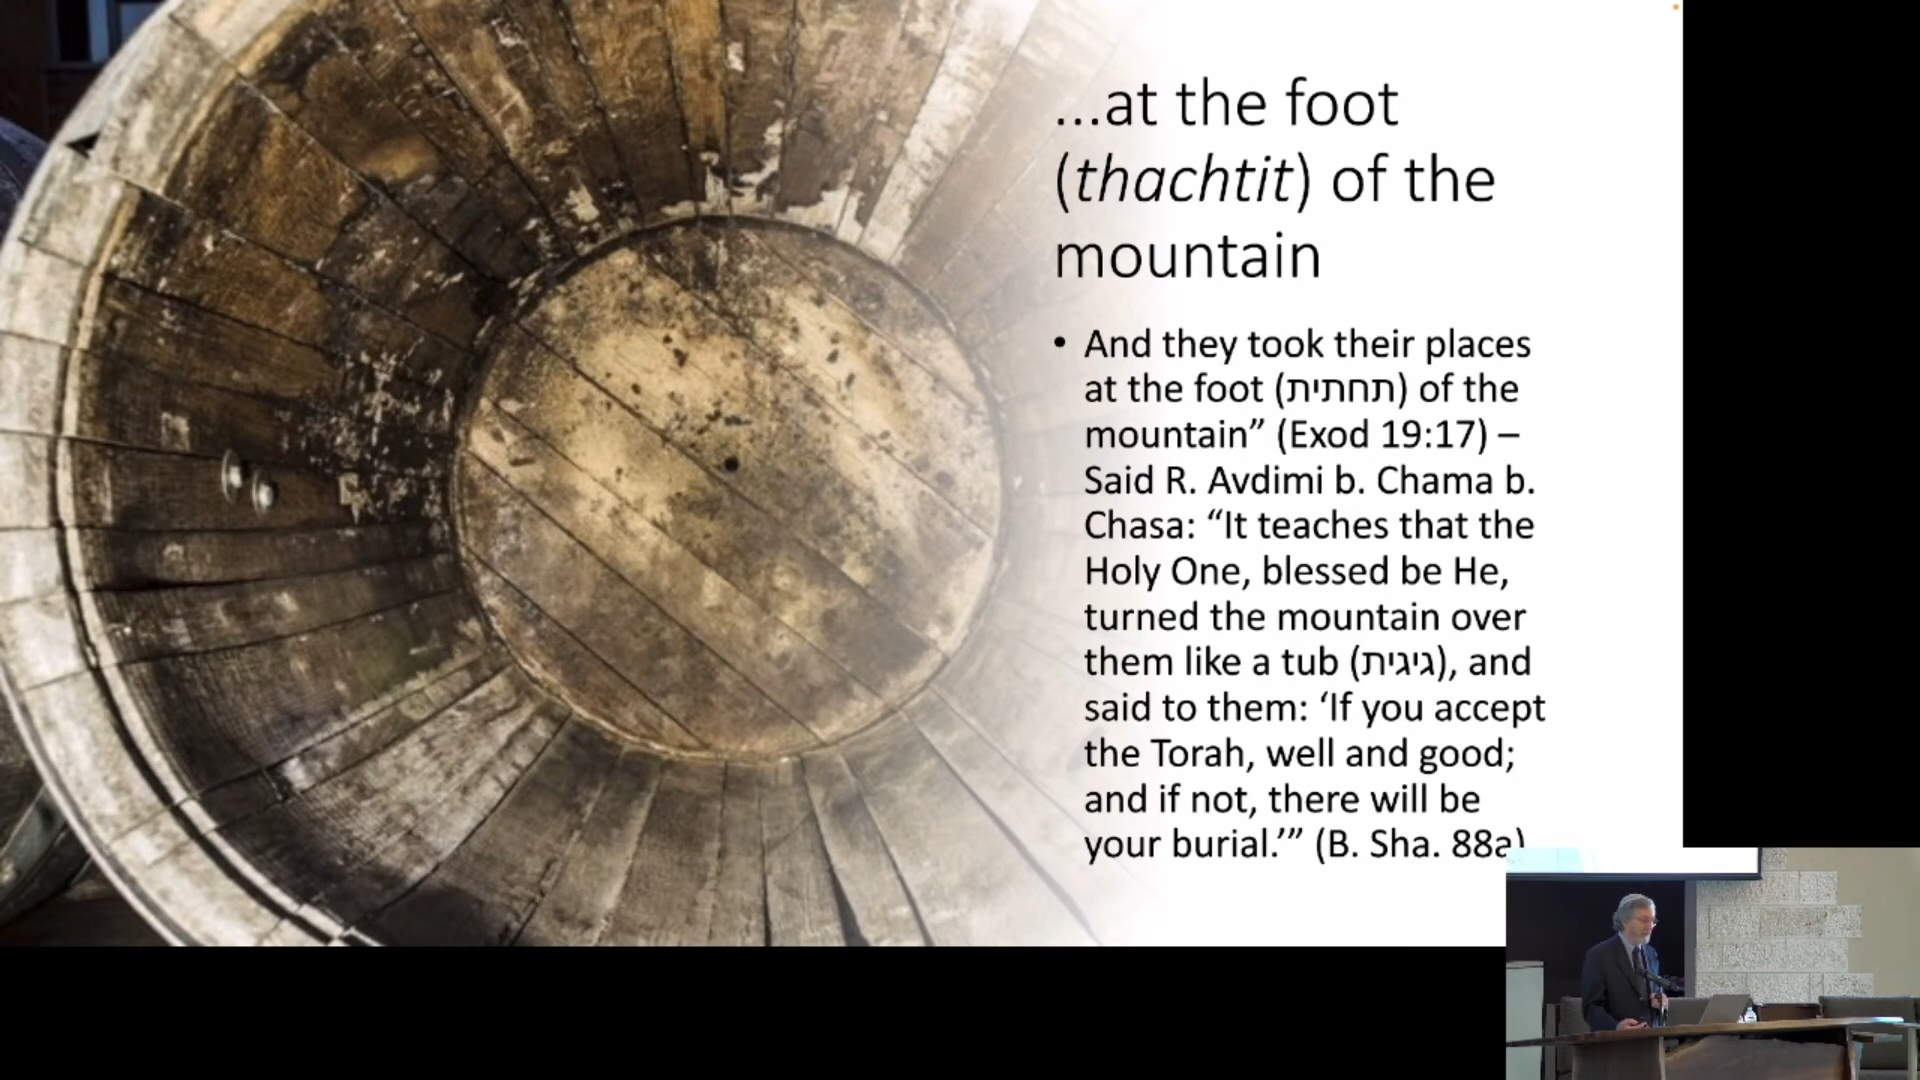 ...at the foot
(thachtit) of the
mountain
• And they took their places
at the foot (תחתית) of the
mountain” (Exod 19:17) –
Said R. Avdimi b. Chama b.
Chasa: “It teaches that the
Holy One, blessed be He,
turned the mountain over
them like a tub (גיגית), and
said to them: ‘If you accept
the Torah, well and good;
and if not, there will be
your burial.’” (B. Sha. 88a)